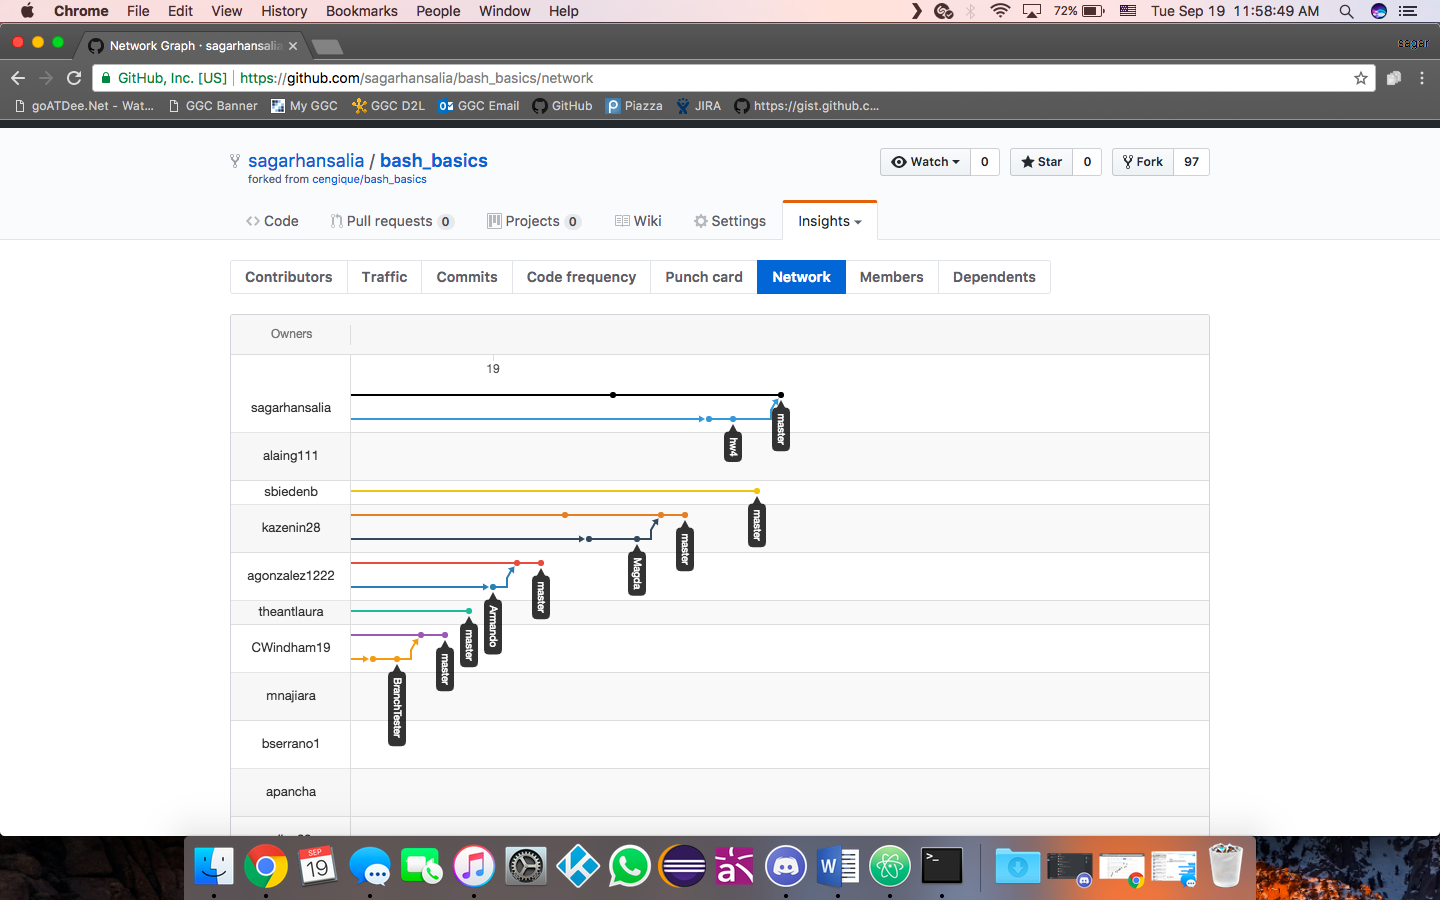 Chrome File Edit View History Bookmarks People Window Help 72% Tue Sep 19 11:58:49 AM
Network Graph · sagarhansalia sagar
GitHub, Inc. [US] https://github.com/sagarhansalia/bash_basics/network
goATDee.Net - Wat... GGC Banner My GGC GGC D2L GGC Email GitHub Piazza JIRA https://gist.github.c...
sagarhansalia / bash_basics Watch 0 Star 0 Fork 97
forked from cengique/bash_basics
Code Pull requests 0 Projects 0 Wiki Settings Insights
Contributors Traffic Commits Code frequency Punch card Network Members Dependents
Owners
19
sagarhansalia
master
hw4
alaing111
sbiedenb
master
kazenin28
master
Magda
agonzalez1222
master
Armando
theantlaura
master
CWindham19
master
BranchTester
mnajiara
bserrano1
apancha
SEP
19